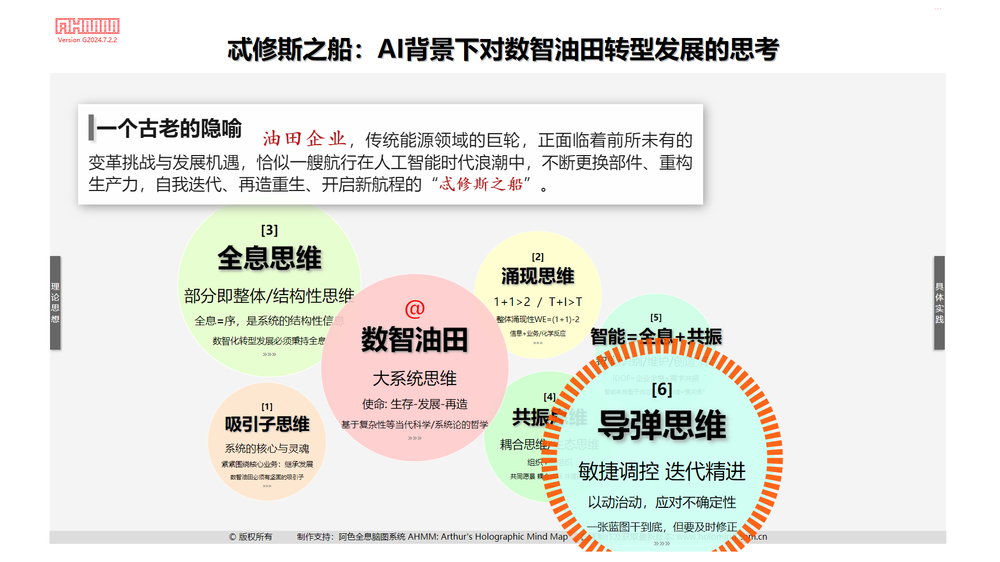 AHMM
Version G2024.7.2.2
忒修斯之船：AI背景下对数智油田转型发展的思考
一个古老的隐喻
油田企业，传统能源领域的巨轮，正面临着前所未有的
变革挑战与发展机遇，恰似一艘航行在人工智能时代浪潮中，不断更换部件、重构
生产力，自我迭代、再造重生、开启新航程的“忒修斯之船”。
理论思想
具体实践
[3]
全息思维
部分即整体/结构性思维
全息=序，是系统的结构性信息
数智化转型发展必须秉持全息
»»»
@
数智油田
大系统思维
使命: 生存-发展-再造
基于复杂性等当代科学/系统论的哲学
»»»
[2]
涌现思维
1+1>2 / T+I>T
整体涌现性WE=(1+1)-2
信息+业务/化学反应
»»»
[5]
智能=全息+共振
智能:识别/维护/创造"序"
iDOF=企业全息+需求共振
[1]
吸引子思维
系统的核心与灵魂
紧紧围绕核心业务：继承发展
数智油田必须有坚固的吸引子
»»»
[4]
共振思维
耦合思维/生态思维
组织+自组织
共同愿景 耦合共振 共建
[6]
导弹思维
敏捷调控 迭代精进
以动治动，应对不确定性
一张蓝图干到底，但要及时修正
»»»
© 版权所有
制作支持：阿色全息脑图系统 AHMM: Arthur's Holographic Mind Map
在线制作及获取最新版本: www.holomind.com.cn